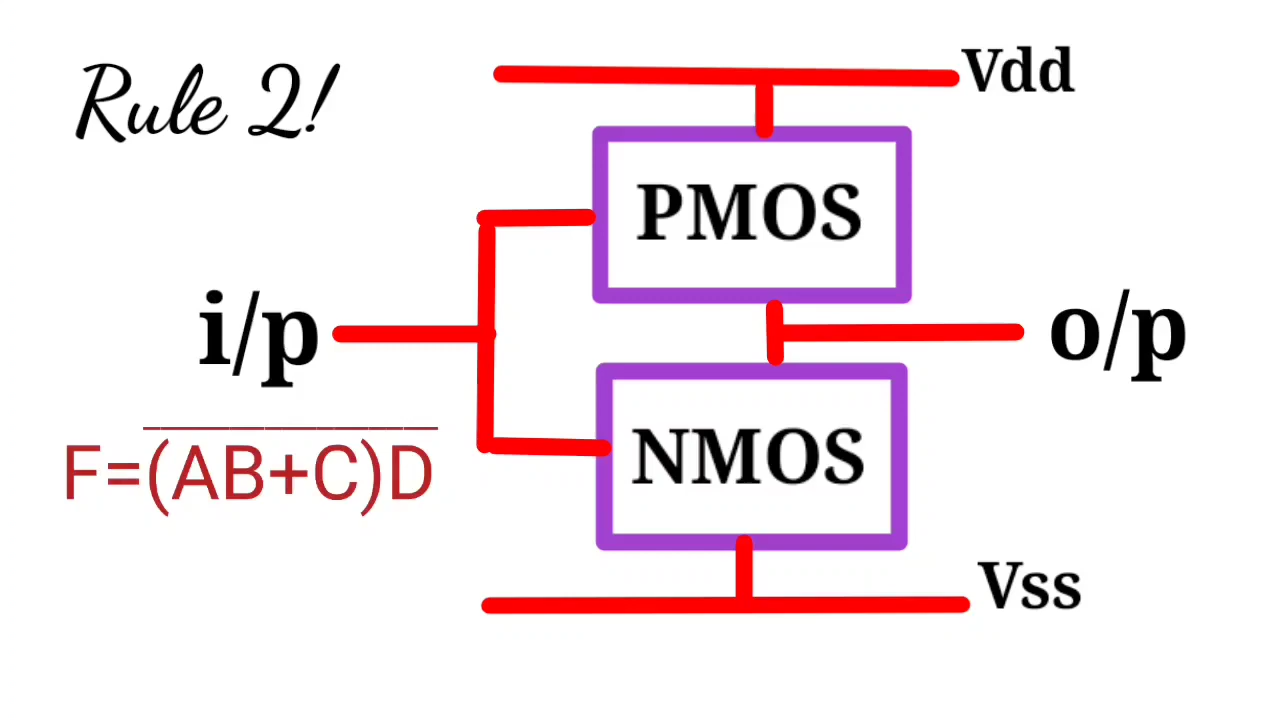 Rule 2!
Vdd
PMOS
i/p
o/p
F=(AB+C)D
NMOS
Vss